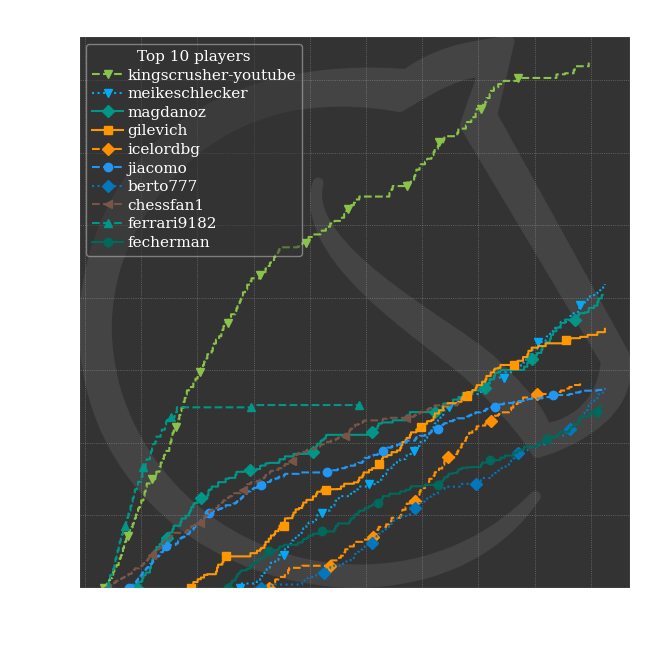 Top 10 players
kingscrusher-youtube
meikeschlecker
magdanoz
gilevich
icelordbg
jiacomo
berto777
chessfan1
ferrari9182
fecherman